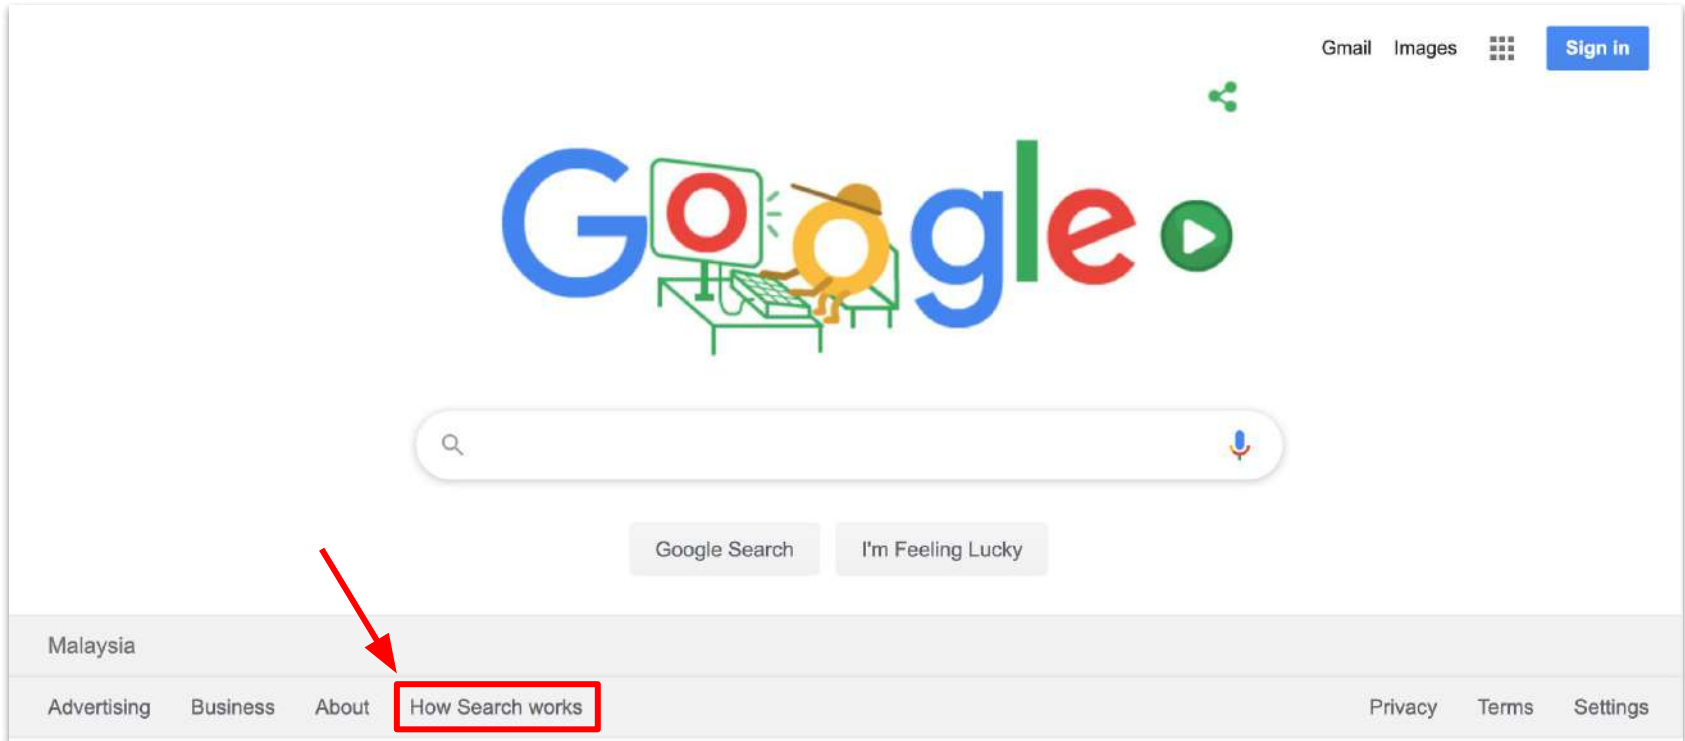 Gmail Images Sign in
Google
Google Search I'm Feeling Lucky
Malaysia
Advertising Business About How Search works Privacy Terms Settings